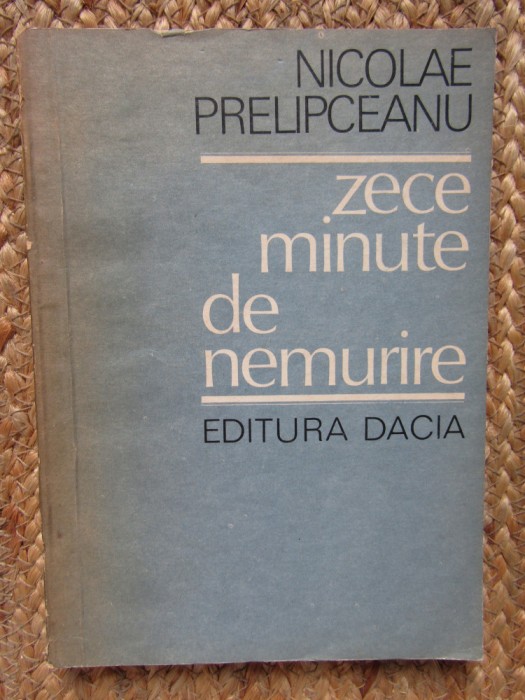 NICOLAE
PRELIPCEANU
zece
minute
de
nemurire
EDITURA DACIA